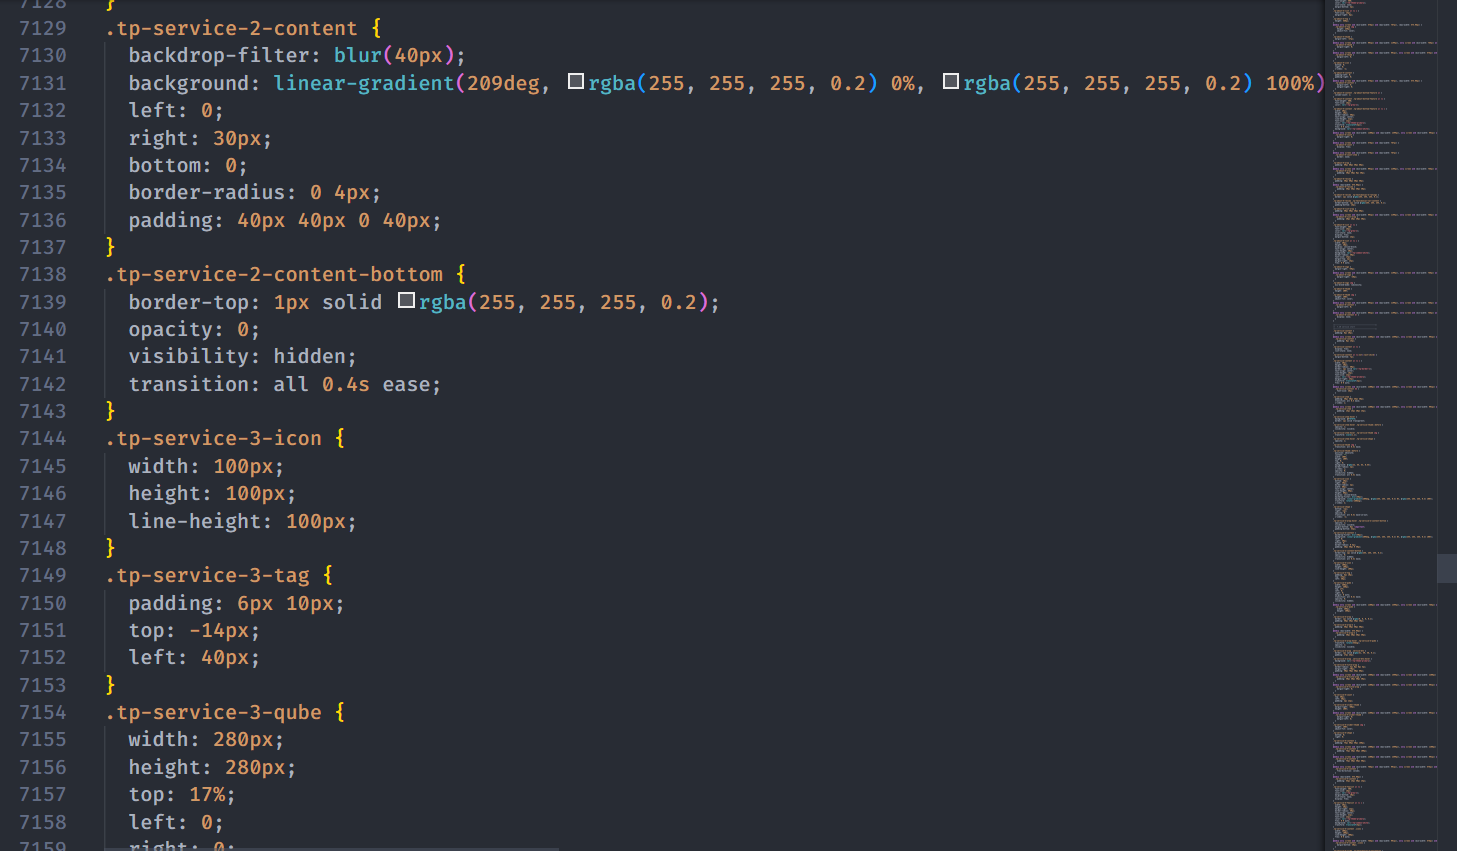 7128 }
7129 .tp-service-2-content {
7130 backdrop-filter: blur(40px);
7131 background: linear-gradient(209deg, rgba(255, 255, 255, 0.2) 0%, rgba(255, 255, 255, 0.2) 100%)
7132 left: 0;
7133 right: 30px;
7134 bottom: 0;
7135 border-radius: 0 4px;
7136 padding: 40px 40px 0 40px;
7137 }
7138 .tp-service-2-content-bottom {
7139 border-top: 1px solid rgba(255, 255, 255, 0.2);
7140 opacity: 0;
7141 visibility: hidden;
7142 transition: all 0.4s ease;
7143 }
7144 .tp-service-3-icon {
7145 width: 100px;
7146 height: 100px;
7147 line-height: 100px;
7148 }
7149 .tp-service-3-tag {
7150 padding: 6px 10px;
7151 top: -14px;
7152 left: 40px;
7153 }
7154 .tp-service-3-qube {
7155 width: 280px;
7156 height: 280px;
7157 top: 17%;
7158 left: 0;
7159 right: 0;